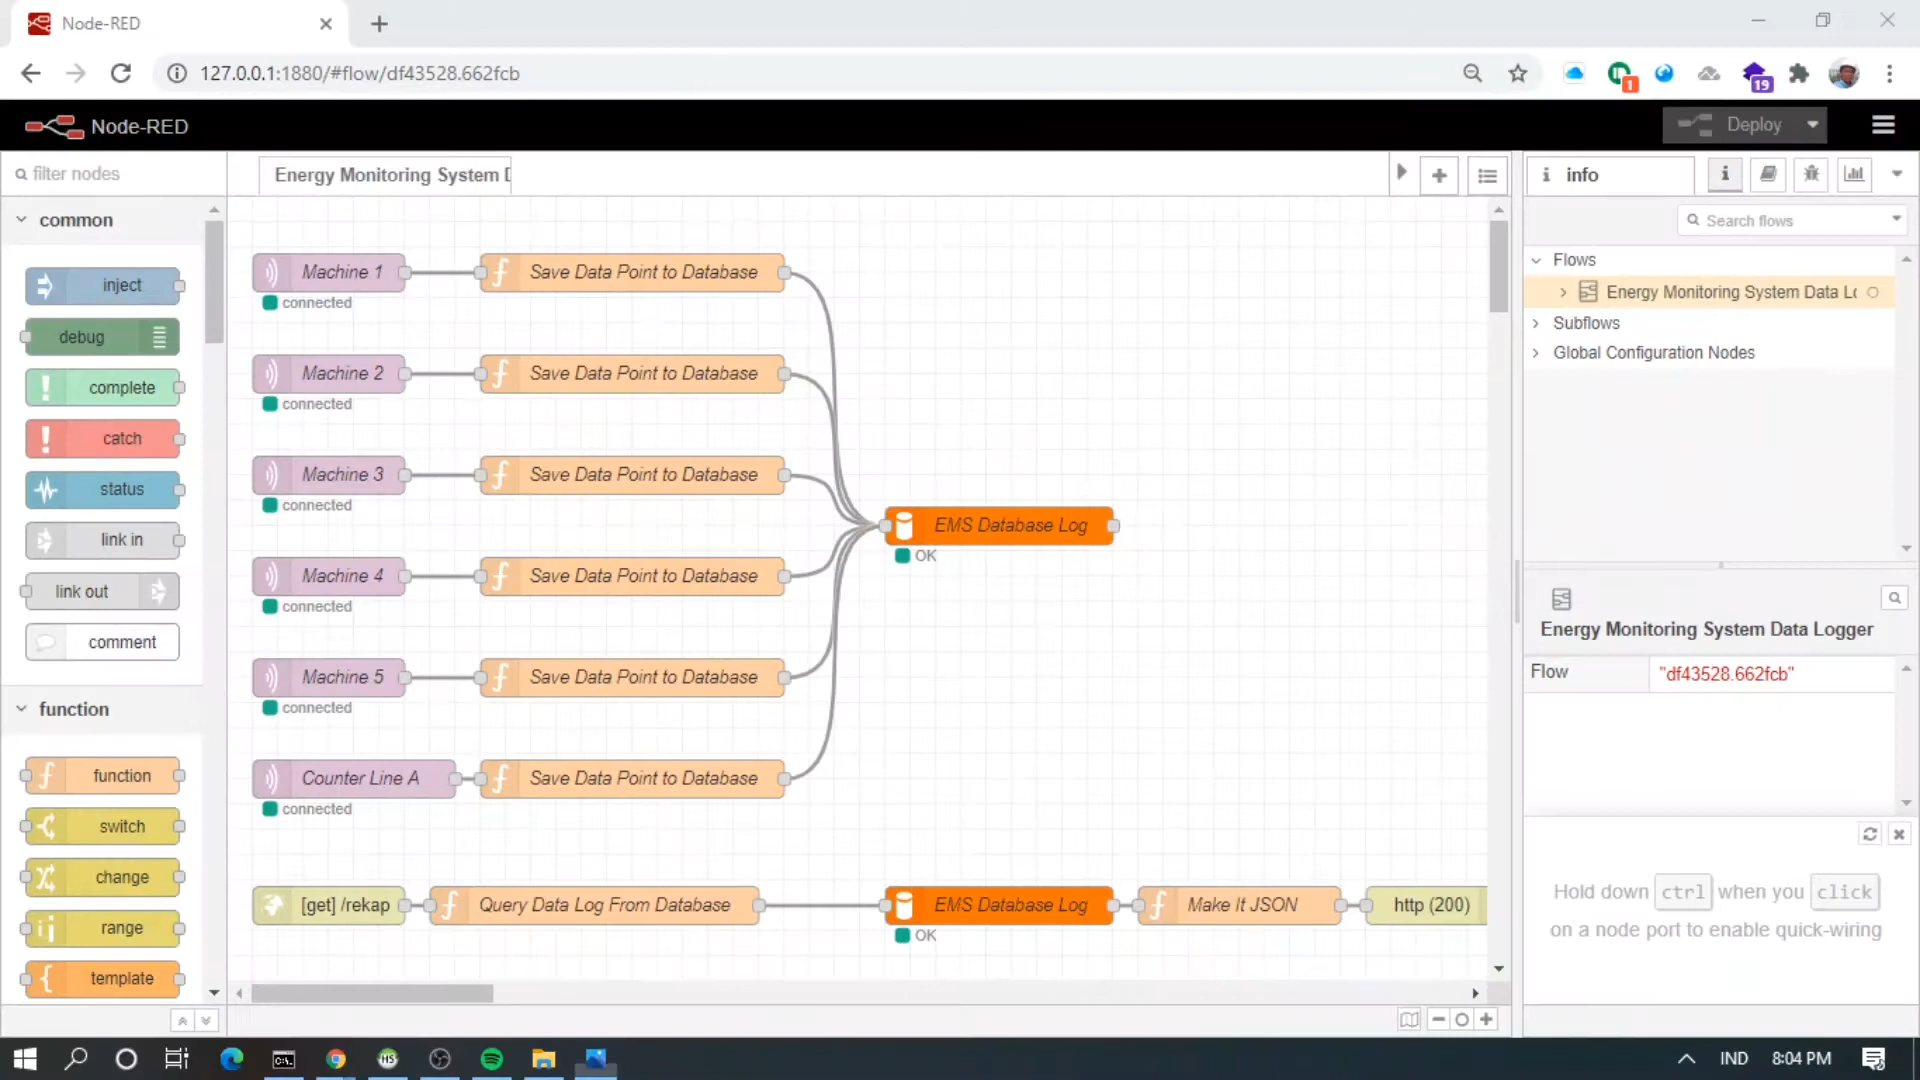 Node-RED
127.0.0.1:1880/#flow/df43528.662fcb
1
19
Node-RED
Deploy
filter nodes
Energy Monitoring System D
i info
i
Search flows
common
inject
debug
complete
catch
status
link in
link out
comment
function
function
switch
change
range
template
Machine 1
connected
Save Data Point to Database
Machine 2
connected
Save Data Point to Database
Machine 3
connected
Save Data Point to Database
Machine 4
connected
Save Data Point to Database
Machine 5
connected
Save Data Point to Database
Counter Line A
connected
Save Data Point to Database
EMS Database Log
OK
[get] /rekap
Query Data Log From Database
EMS Database Log
OK
Make It JSON
http (200)
Flows
Energy Monitoring System Data Lo
Subflows
Global Configuration Nodes
Energy Monitoring System Data Logger
Flow "df43528.662fcb"
Hold down ctrl when you click
on a node port to enable quick-wiring
IND 8:04 PM